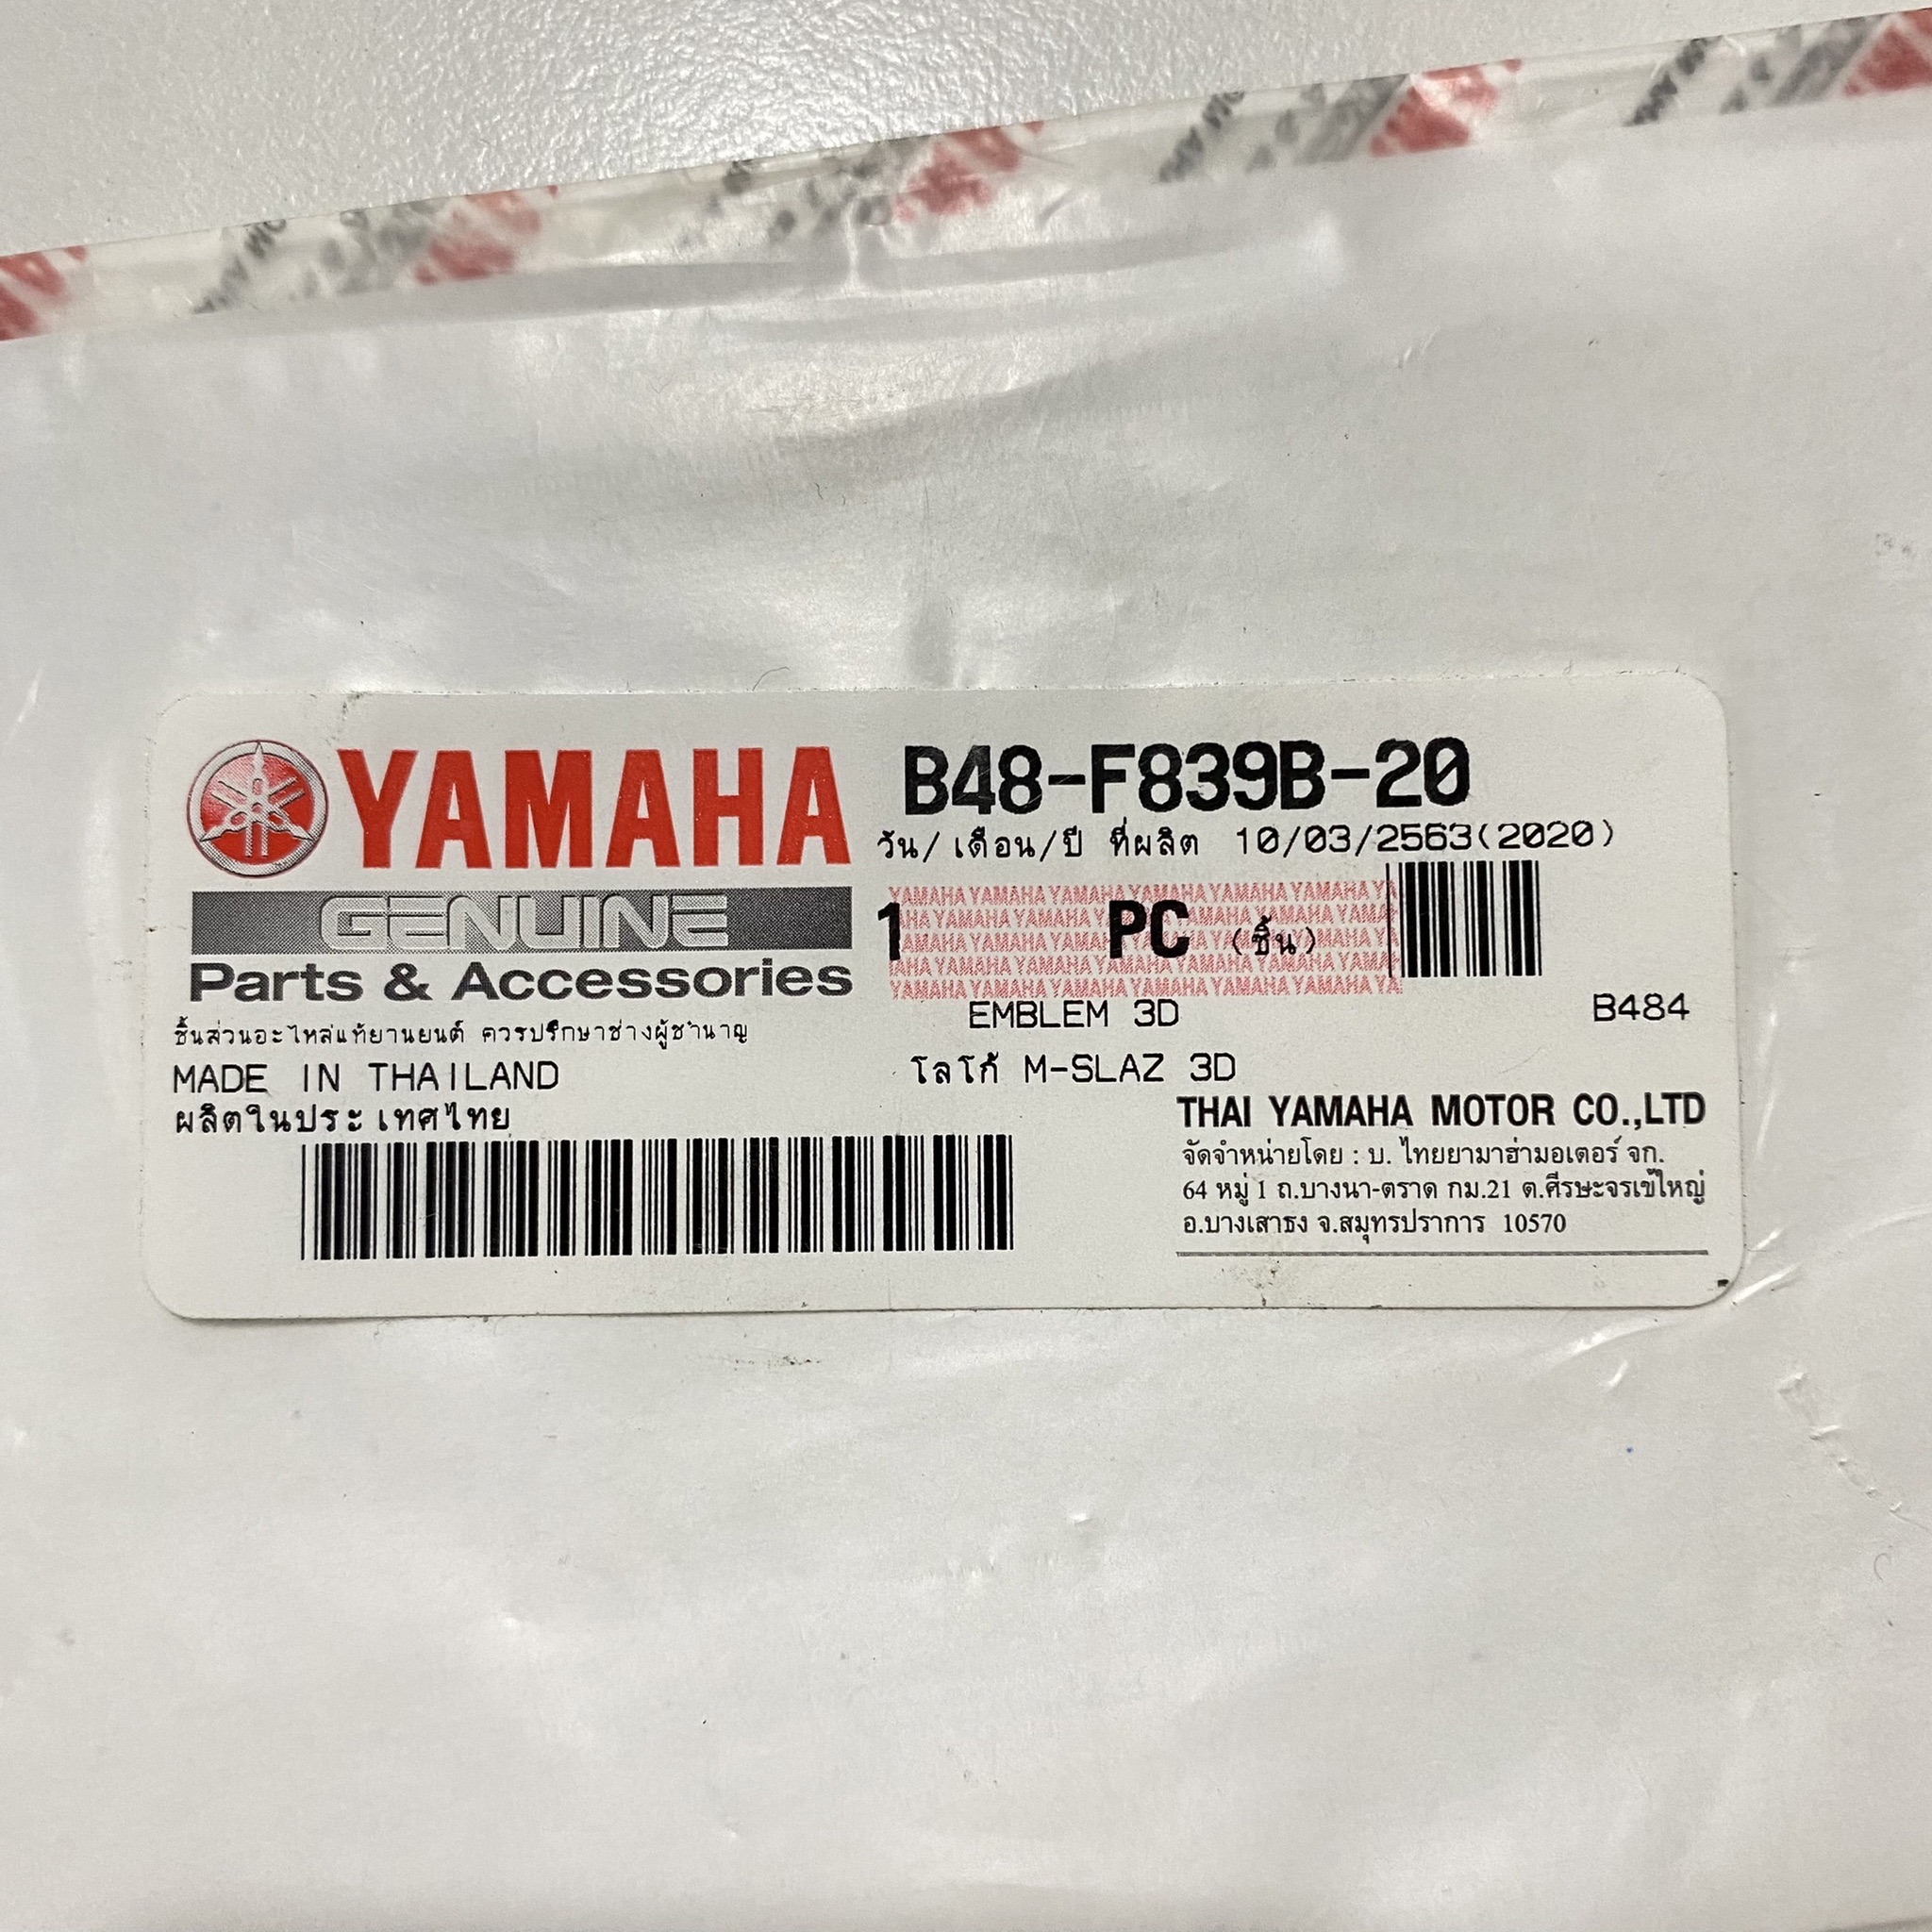 YAMAHA
GENUINE
Parts & Accessories
ชิ้นส่วนอะไหล่แท้ยานยนต์ ควรปรึกษาช่างผู้ชำนาญ
MADE IN THAILAND
ผลิตในประเทศไทย
B48-F839B-20
วัน/เดือน/ปี ที่ผลิต 10/03/2563(2020)
1 PC (ชิ้น)
EMBLEM 3D B484
โลโก้ M-SLAZ 3D
THAI YAMAHA MOTOR CO.,LTD
จัดจำหน่ายโดย : บ. ไทยยามาฮ่ามอเตอร์ จก.
64 หมู่ 1 ถ.บางนา-ตราด กม.21 ต.ศีรษะจรเข้ใหญ่
อ.บางเสาธง จ.สมุทรปราการ 10570